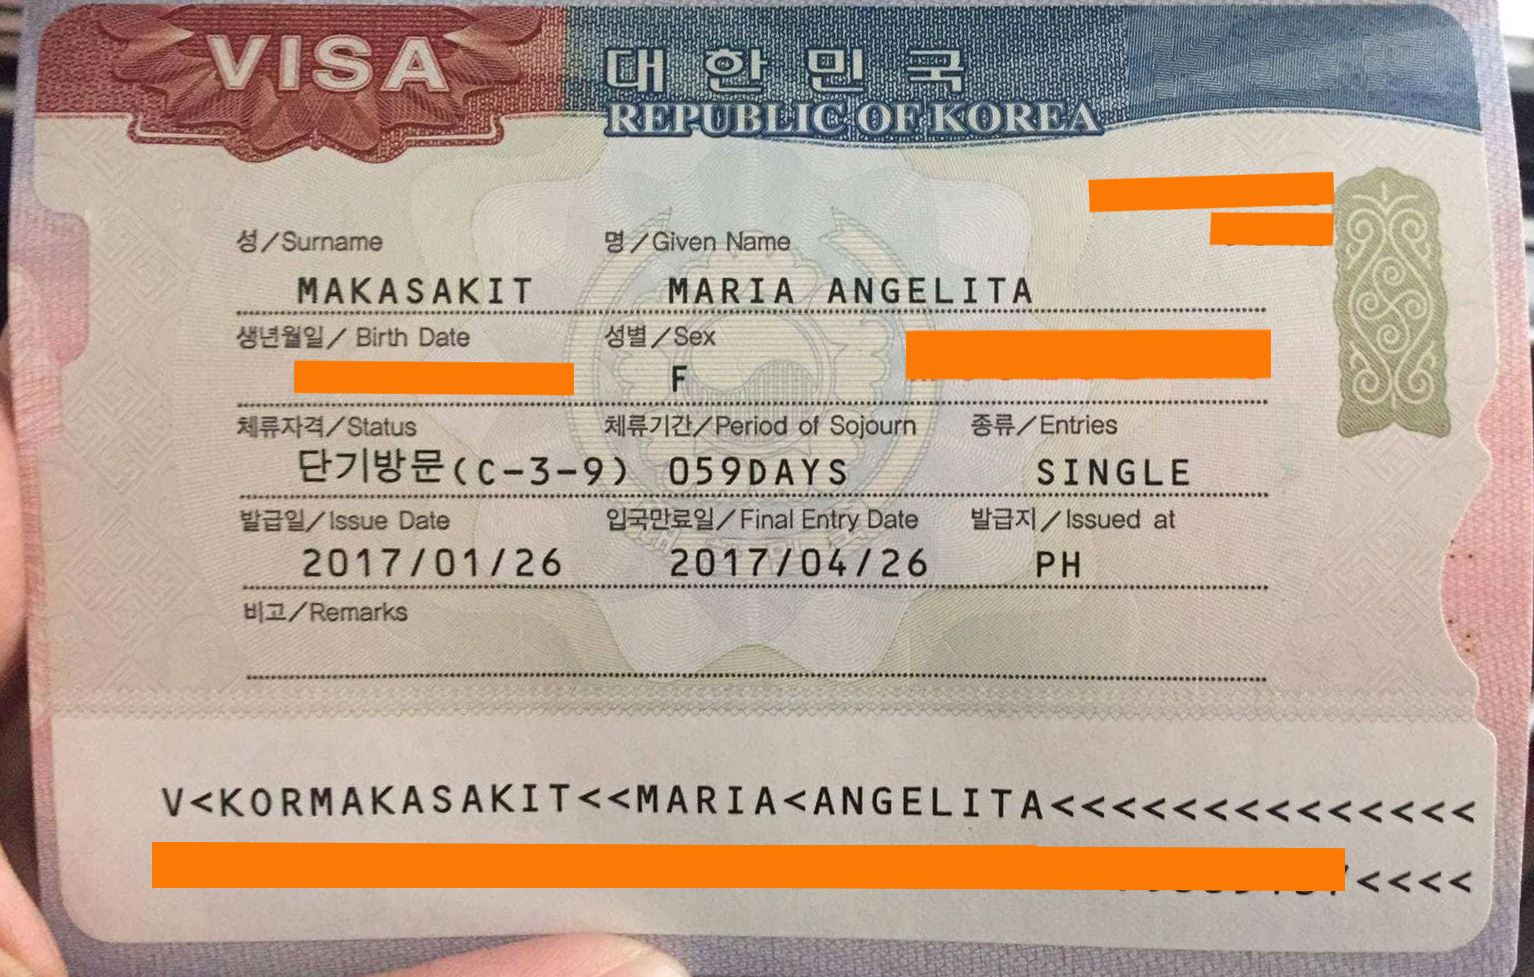 VISA
대한민국
REPUBLIC OF KOREA
성/Surname 명/Given Name
MAKASAKIT MARIA ANGELITA
생년월일/ Birth Date 성별/Sex
F
체류자격/Status 체류기간/Period of Sojourn 종류/Entries
단기방문(C-3-9) 059DAYS SINGLE
발급일/Issue Date 입국만료일/Final Entry Date 발급지/Issued at
2017/01/26 2017/04/26 PH
비고/Remarks
V<KORMAKASAKIT<<MARIA<ANGELITA<<<<<<<<<<<<<<
<<<<